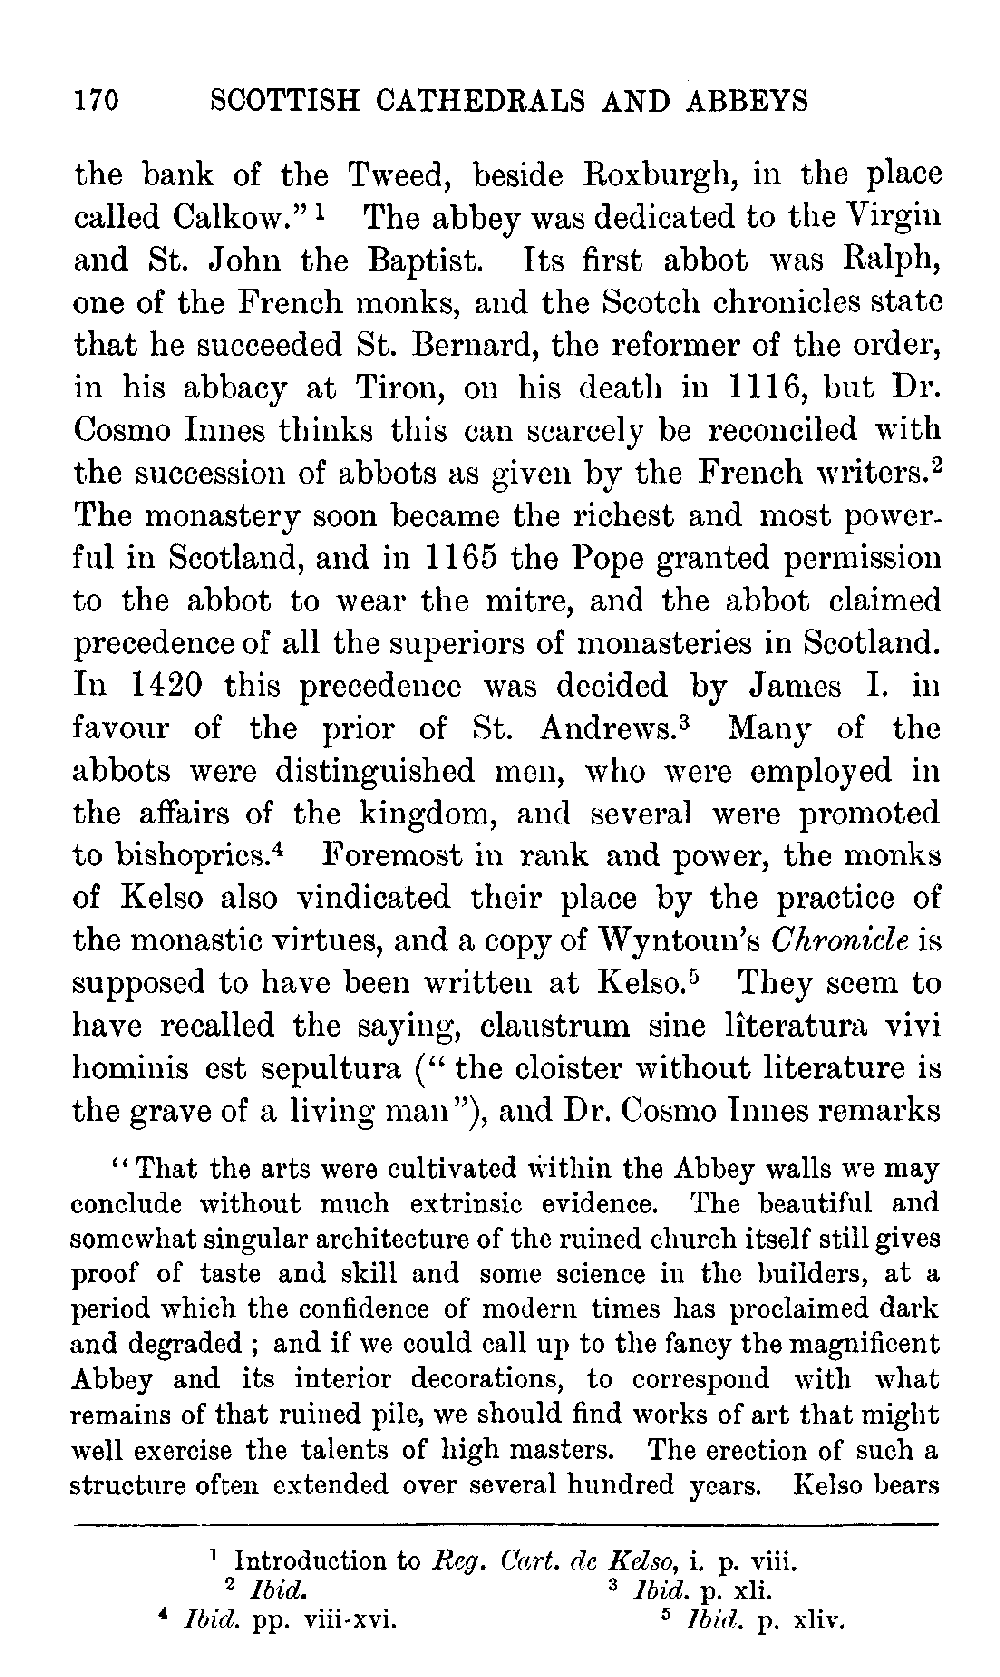 170 SCOTTISH CATHEDRALS AND ABBEYS
the bank of the Tweed, beside Roxburgh, in the place
called Calkow.” ¹ The abbey was dedicated to the Virgin
and St. John the Baptist. Its first abbot was Ralph,
one of the French monks, and the Scotch chronicles state
that he succeeded St. Bernard, the reformer of the order,
in his abbacy at Tiron, on his death in 1116, but Dr.
Cosmo Innes thinks this can scarcely be reconciled with
the succession of abbots as given by the French writers.²
The monastery soon became the richest and most power-
ful in Scotland, and in 1165 the Pope granted permission
to the abbot to wear the mitre, and the abbot claimed
precedence of all the superiors of monasteries in Scotland.
In 1420 this precedence was decided by James I. in
favour of the prior of St. Andrews.³ Many of the
abbots were distinguished men, who were employed in
the affairs of the kingdom, and several were promoted
to bishoprics.⁴ Foremost in rank and power, the monks
of Kelso also vindicated their place by the practice of
the monastic virtues, and a copy of Wyntoun’s Chronicle is
supposed to have been written at Kelso.⁵ They seem to
have recalled the saying, claustrum sine lîteratura vivi
hominis est sepultura (“ the cloister without literature is
the grave of a living man ”), and Dr. Cosmo Innes remarks
“ That the arts were cultivated within the Abbey walls we may
conclude without much extrinsic evidence. The beautiful and
somewhat singular architecture of the ruined church itself still gives
proof of taste and skill and some science in the builders, at a
period which the confidence of modern times has proclaimed dark
and degraded ; and if we could call up to the fancy the magnificent
Abbey and its interior decorations, to correspond with what
remains of that ruined pile, we should find works of art that might
well exercise the talents of high masters. The erection of such a
structure often extended over several hundred years. Kelso bears
¹ Introduction to Reg. Cart. de Kelso, i. p. viii.
² Ibid. ³ Ibid. p. xli.
⁴ Ibid. pp. viii-xvi. ⁵ Ibid. p. xliv.